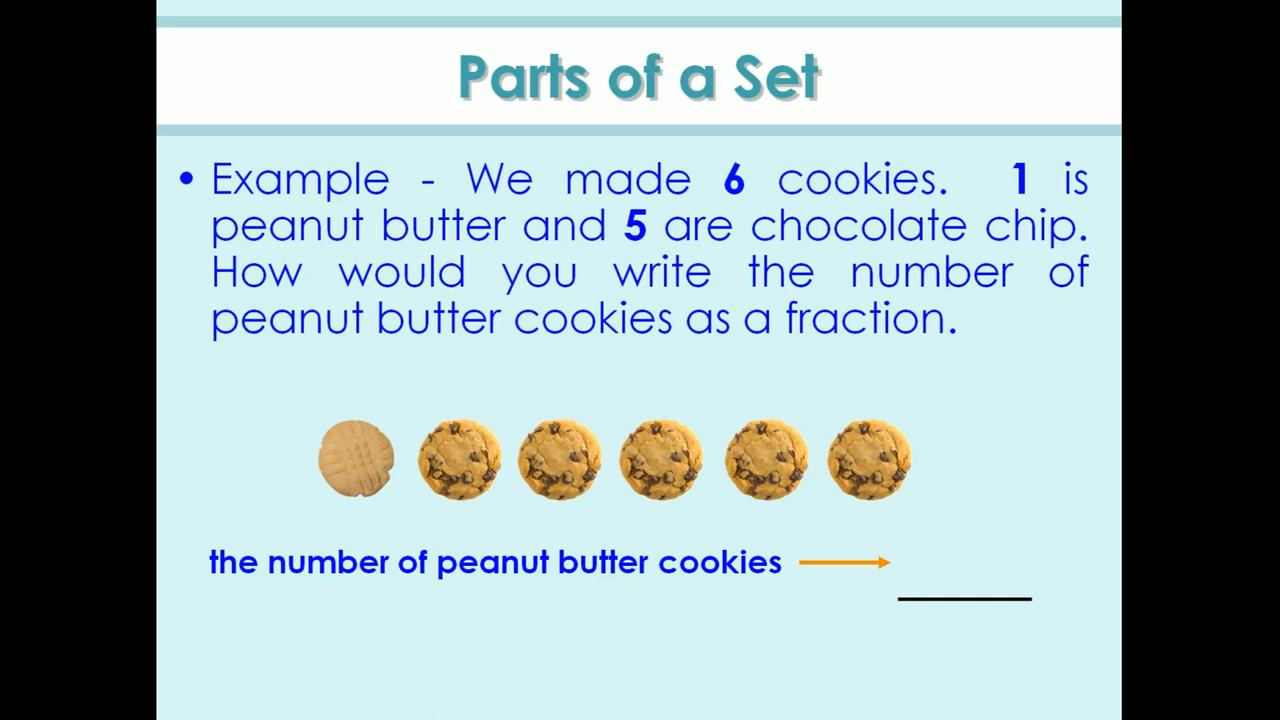 Parts of a Set
• Example - We made 6 cookies. 1 is
peanut butter and 5 are chocolate chip.
How would you write the number of
peanut butter cookies as a fraction.
the number of peanut butter cookies